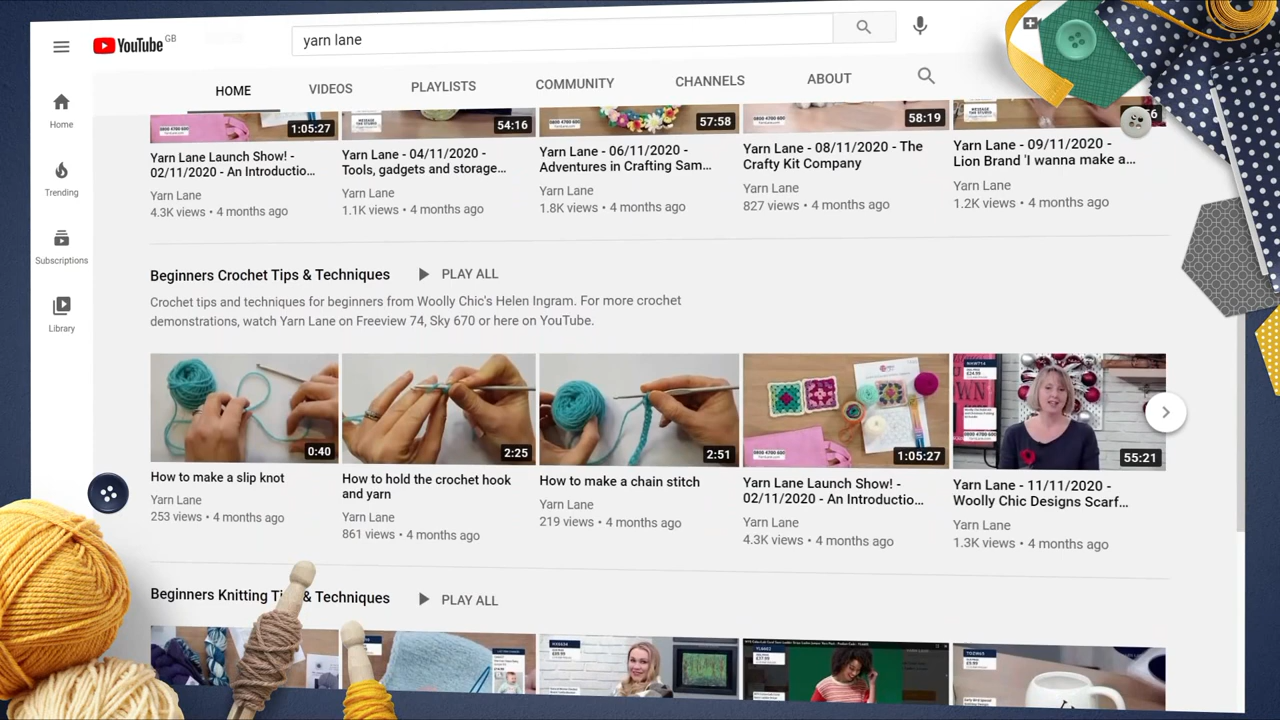 YouTube GB
yarn lane
HOME VIDEOS PLAYLISTS COMMUNITY CHANNELS ABOUT
Home
Trending
Subscriptions
Library
1:05:27
54:16
57:58
58:19
Yarn Lane Launch Show! -
02/11/2020 - An Introductio...
Yarn Lane
4.3K views • 4 months ago
Yarn Lane - 04/11/2020 -
Tools, gadgets and storage...
Yarn Lane
1.1K views • 4 months ago
Yarn Lane - 06/11/2020 -
Adventures in Crafting Sam...
Yarn Lane
1.8K views • 4 months ago
Yarn Lane - 08/11/2020 - The
Crafty Kit Company
Yarn Lane
827 views • 4 months ago
Yarn Lane - 09/11/2020 -
Lion Brand 'I wanna make a...
Yarn Lane
1.2K views • 4 months ago
Beginners Crochet Tips & Techniques PLAY ALL
Crochet tips and techniques for beginners from Woolly Chic's Helen Ingram. For more crochet
demonstrations, watch Yarn Lane on Freeview 74, Sky 670 or here on YouTube.
0:40
2:25
2:51
1:05:27
55:21
How to make a slip knot
Yarn Lane
253 views • 4 months ago
How to hold the crochet hook
and yarn
Yarn Lane
861 views • 4 months ago
How to make a chain stitch
Yarn Lane
219 views • 4 months ago
Yarn Lane Launch Show! -
02/11/2020 - An Introductio...
Yarn Lane
4.3K views • 4 months ago
Yarn Lane - 11/11/2020 -
Woolly Chic Designs Scarf...
Yarn Lane
1.3K views • 4 months ago
Beginners Knitting & Techniques PLAY ALL